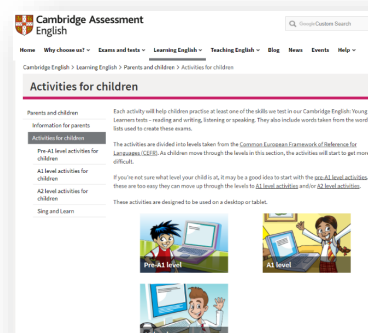 Cambridge Assessment
English
Google Custom Search
Home Why choose us? Exams and tests Learning English Teaching English Blog News Events Help
Cambridge English > Learning English > Parents and children > Activities for children
Activities for children
Parents and children
Information for parents
Activities for children
Pre-A1 level activities for
children
A1 level activities for
children
A2 level activities for
children
Sing and Learn
Each activity will help children practise at least one of the skills we test in our Cambridge English: Young
Learners tests - reading and writing, listening or speaking. They also include words taken from the word
lists used to create these exams.
The activities are divided into levels taken from the Common European Framework of Reference for
Languages (CEFR). As children move through the levels in this section, the activities will start to get more
difficult.
If you're not sure what level your child is at, it may be a good idea to start with the pre-A1 level activities.
these are too easy they can move up through the levels to A1 level activities and/or A2 level activities.
These activities are designed to be used on a desktop or tablet.
Pre-A1 level
A1 level